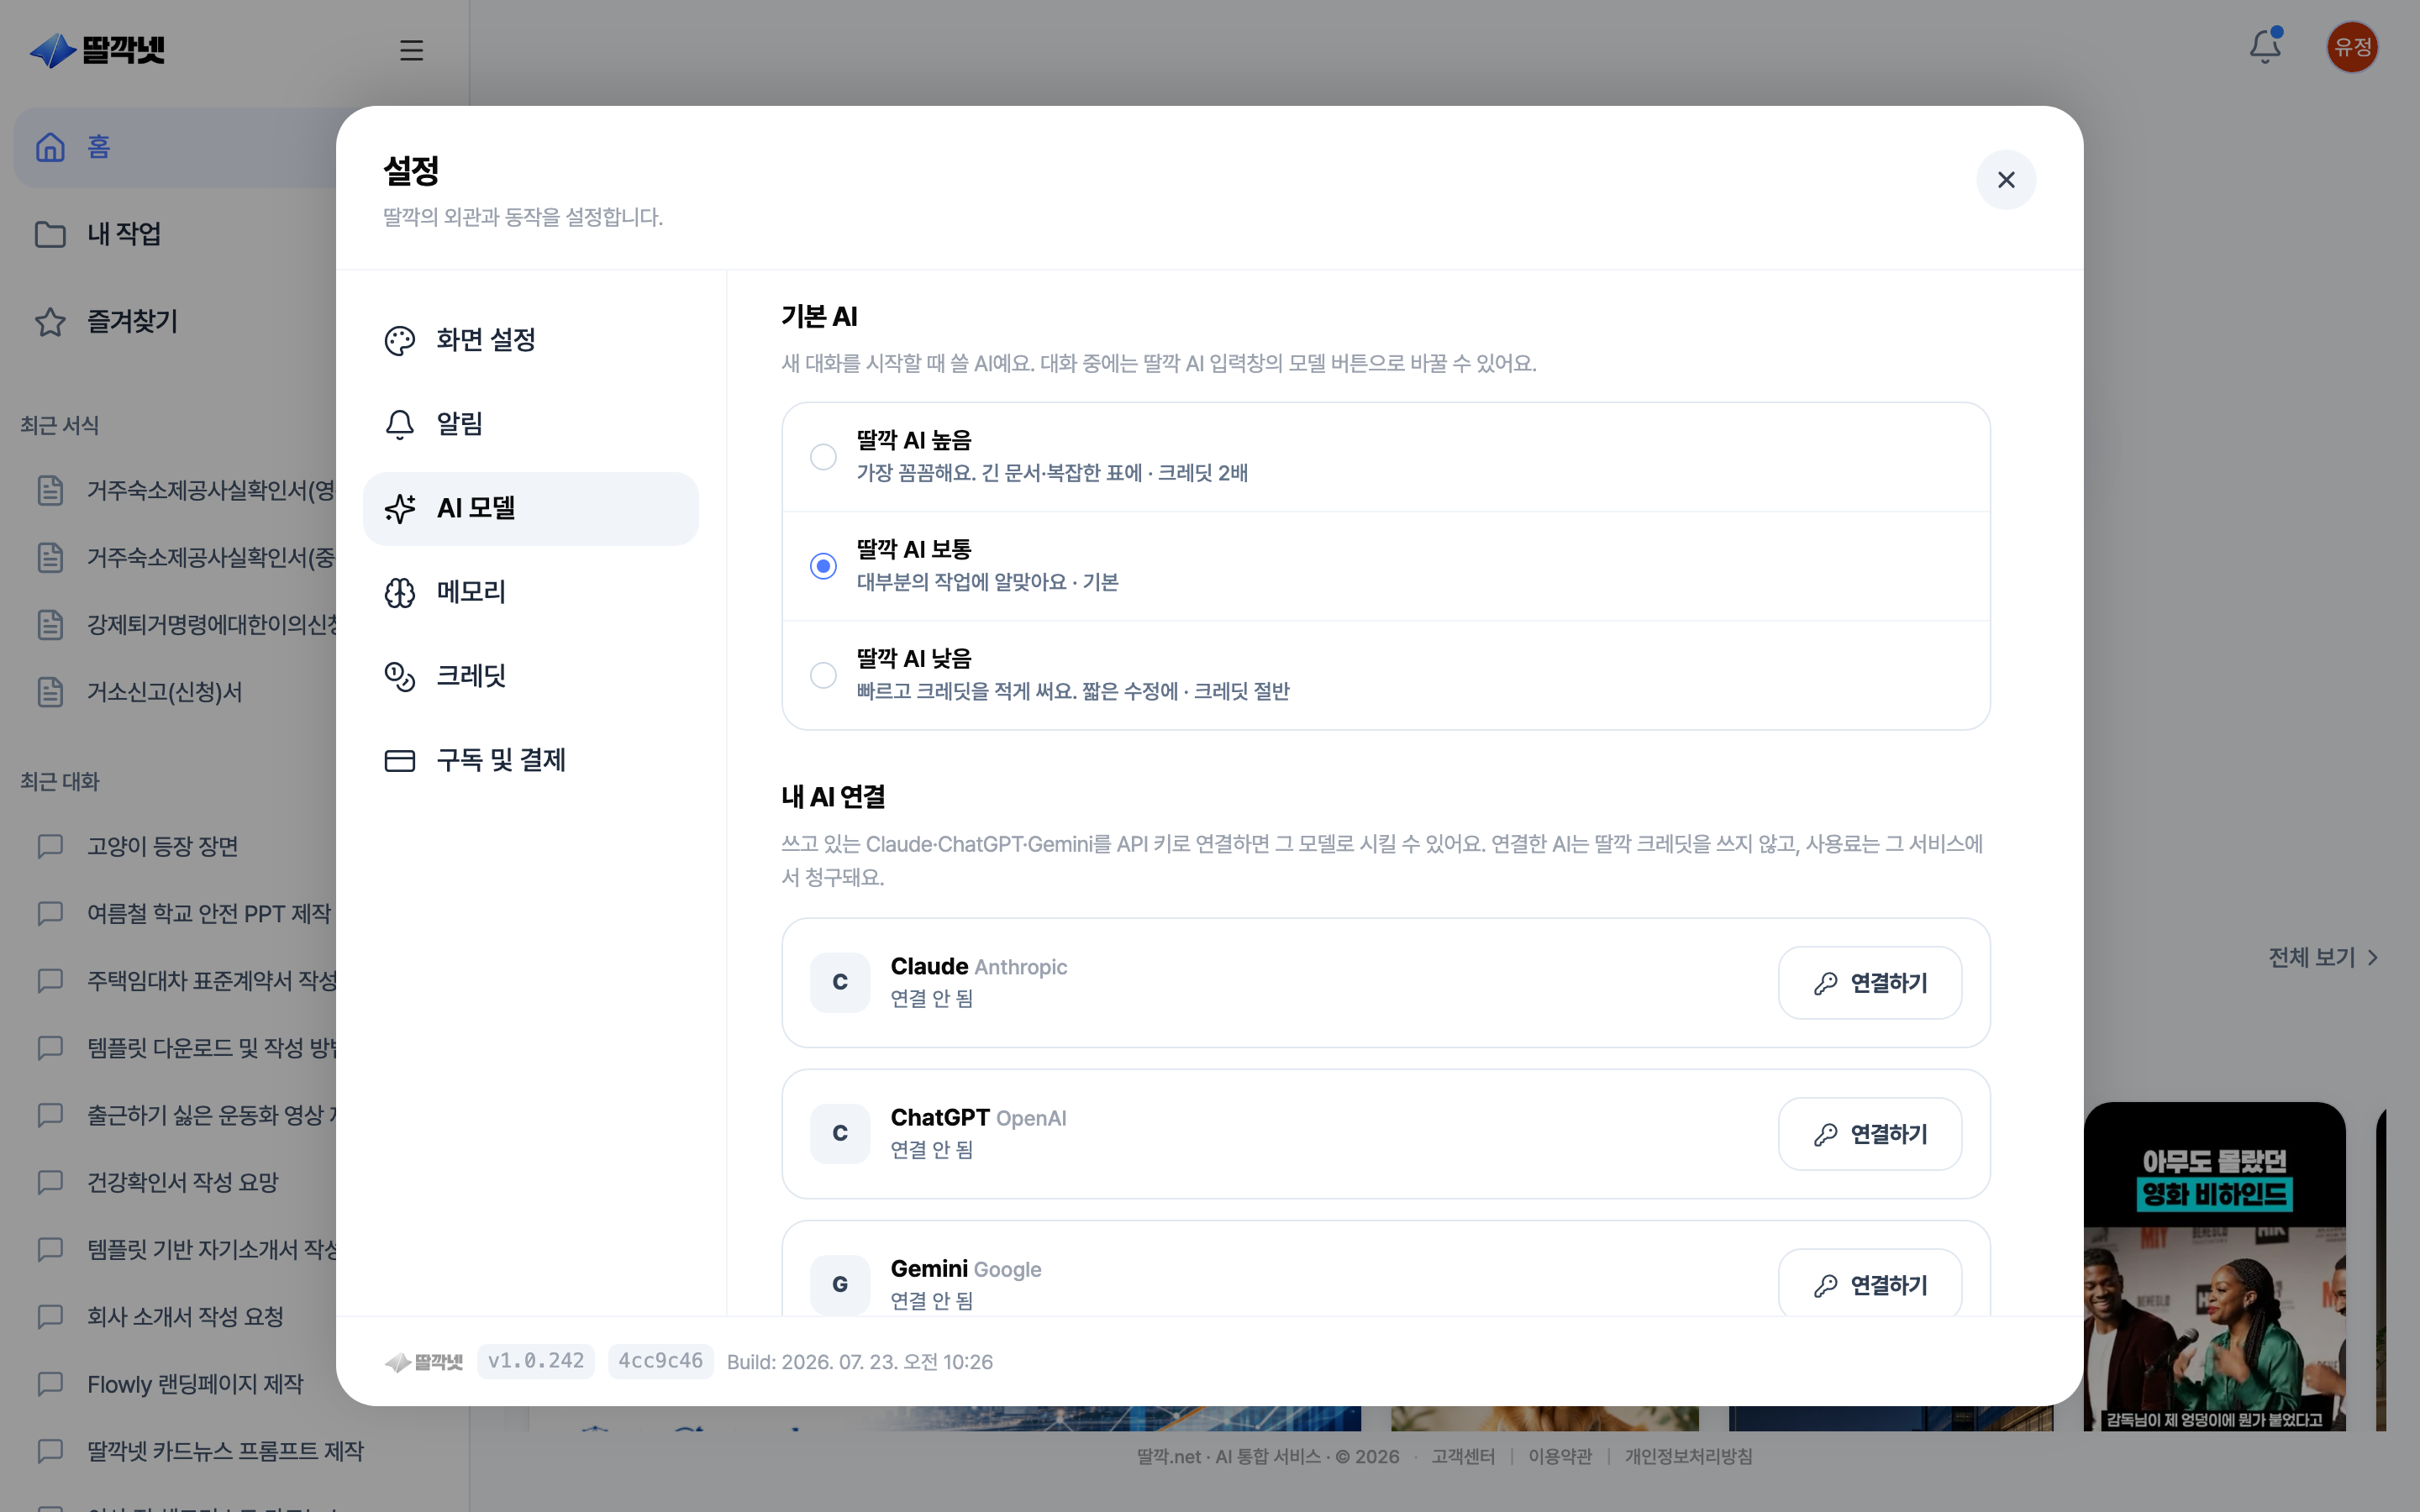 딸깍넷
유정
홈
내 작업
즐겨찾기
최근 서식
거주숙소제공사실확인서(영
거주숙소제공사실확인서(중
강제퇴거명령에대한이의신청
거소신고(신청)서
최근 대화
고양이 등장 장면
여름철 학교 안전 PPT 제작
주택임대차 표준계약서 작성
템플릿 다운로드 및 작성 방법
출근하기 싫은 운동화 영상
건강확인서 작성 요망
템플릿 기반 자기소개서 작성
회사 소개서 작성 요청
Flowly 랜딩페이지 제작
딸깍넷 카드뉴스 프롬프트 제작
설정
딸깍의 외관과 동작을 설정합니다.
화면 설정
알림
AI 모델
메모리
크레딧
구독 및 결제
기본 AI
새 대화를 시작할 때 쓸 AI예요. 대화 중에는 딸깍 AI 입력창의 모델 버튼으로 바꿀 수 있어요.
딸깍 AI 높음
가장 꼼꼼해요. 긴 문서·복잡한 표에 · 크레딧 2배
딸깍 AI 보통
대부분의 작업에 알맞아요 · 기본
딸깍 AI 낮음
빠르고 크레딧을 적게 써요. 짧은 수정에 · 크레딧 절반
내 AI 연결
쓰고 있는 Claude·ChatGPT·Gemini를 API 키로 연결하면 그 모델로 시킬 수 있어요. 연결한 AI는 딸깍 크레딧을 쓰지 않고, 사용료는 그 서비스에
서 청구돼요.
C
Claude Anthropic
연결 안 됨
연결하기
C
ChatGPT OpenAI
연결 안 됨
연결하기
G
Gemini Google
연결 안 됨
연결하기
딸깍넷 v1.0.242 4cc9c46 Build: 2026. 07. 23. 오전 10:26
전체 보기
아무도 몰랐던
영화 비하인드
감독님이 제 엉덩이에 뭔가 붙었다고
딸깍.net · AI 통합 서비스 · © 2026 · 고객센터 | 이용약관 | 개인정보처리방침